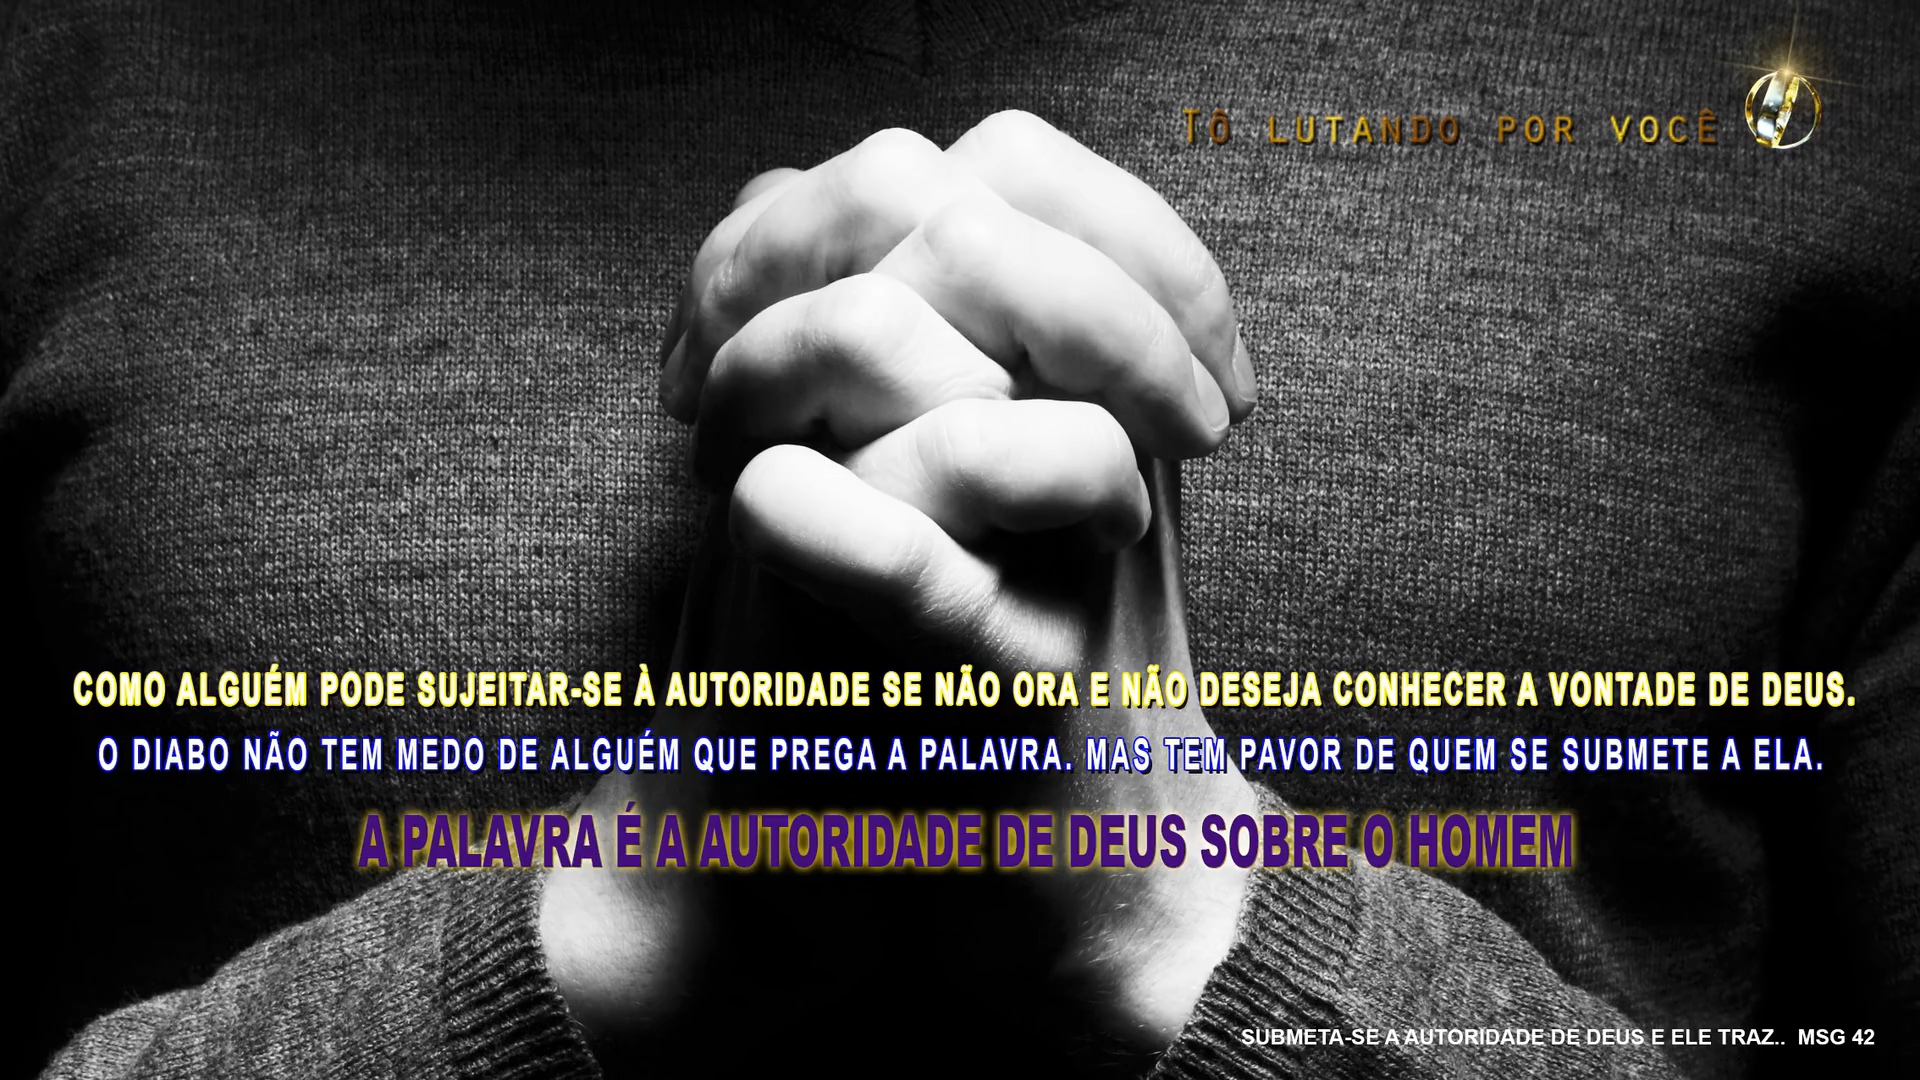 TÔ LUTANDO POR VOCÊ
COMO ALGUÉM PODE SUJEITAR-SE À AUTORIDADE SE NÃO ORA E NÃO DESEJA CONHECER A VONTADE DE DEUS.
O DIABO NÃO TEM MEDO DE ALGUÉM QUE PREGA A PALAVRA. MAS TEM PAVOR DE QUEM SE SUBMETE A ELA.
A PALAVRA É A AUTORIDADE DE DEUS SOBRE O HOMEM
SUBMETA-SE A AUTORIDADE DE DEUS E ELE TRAZ.. MSG 42